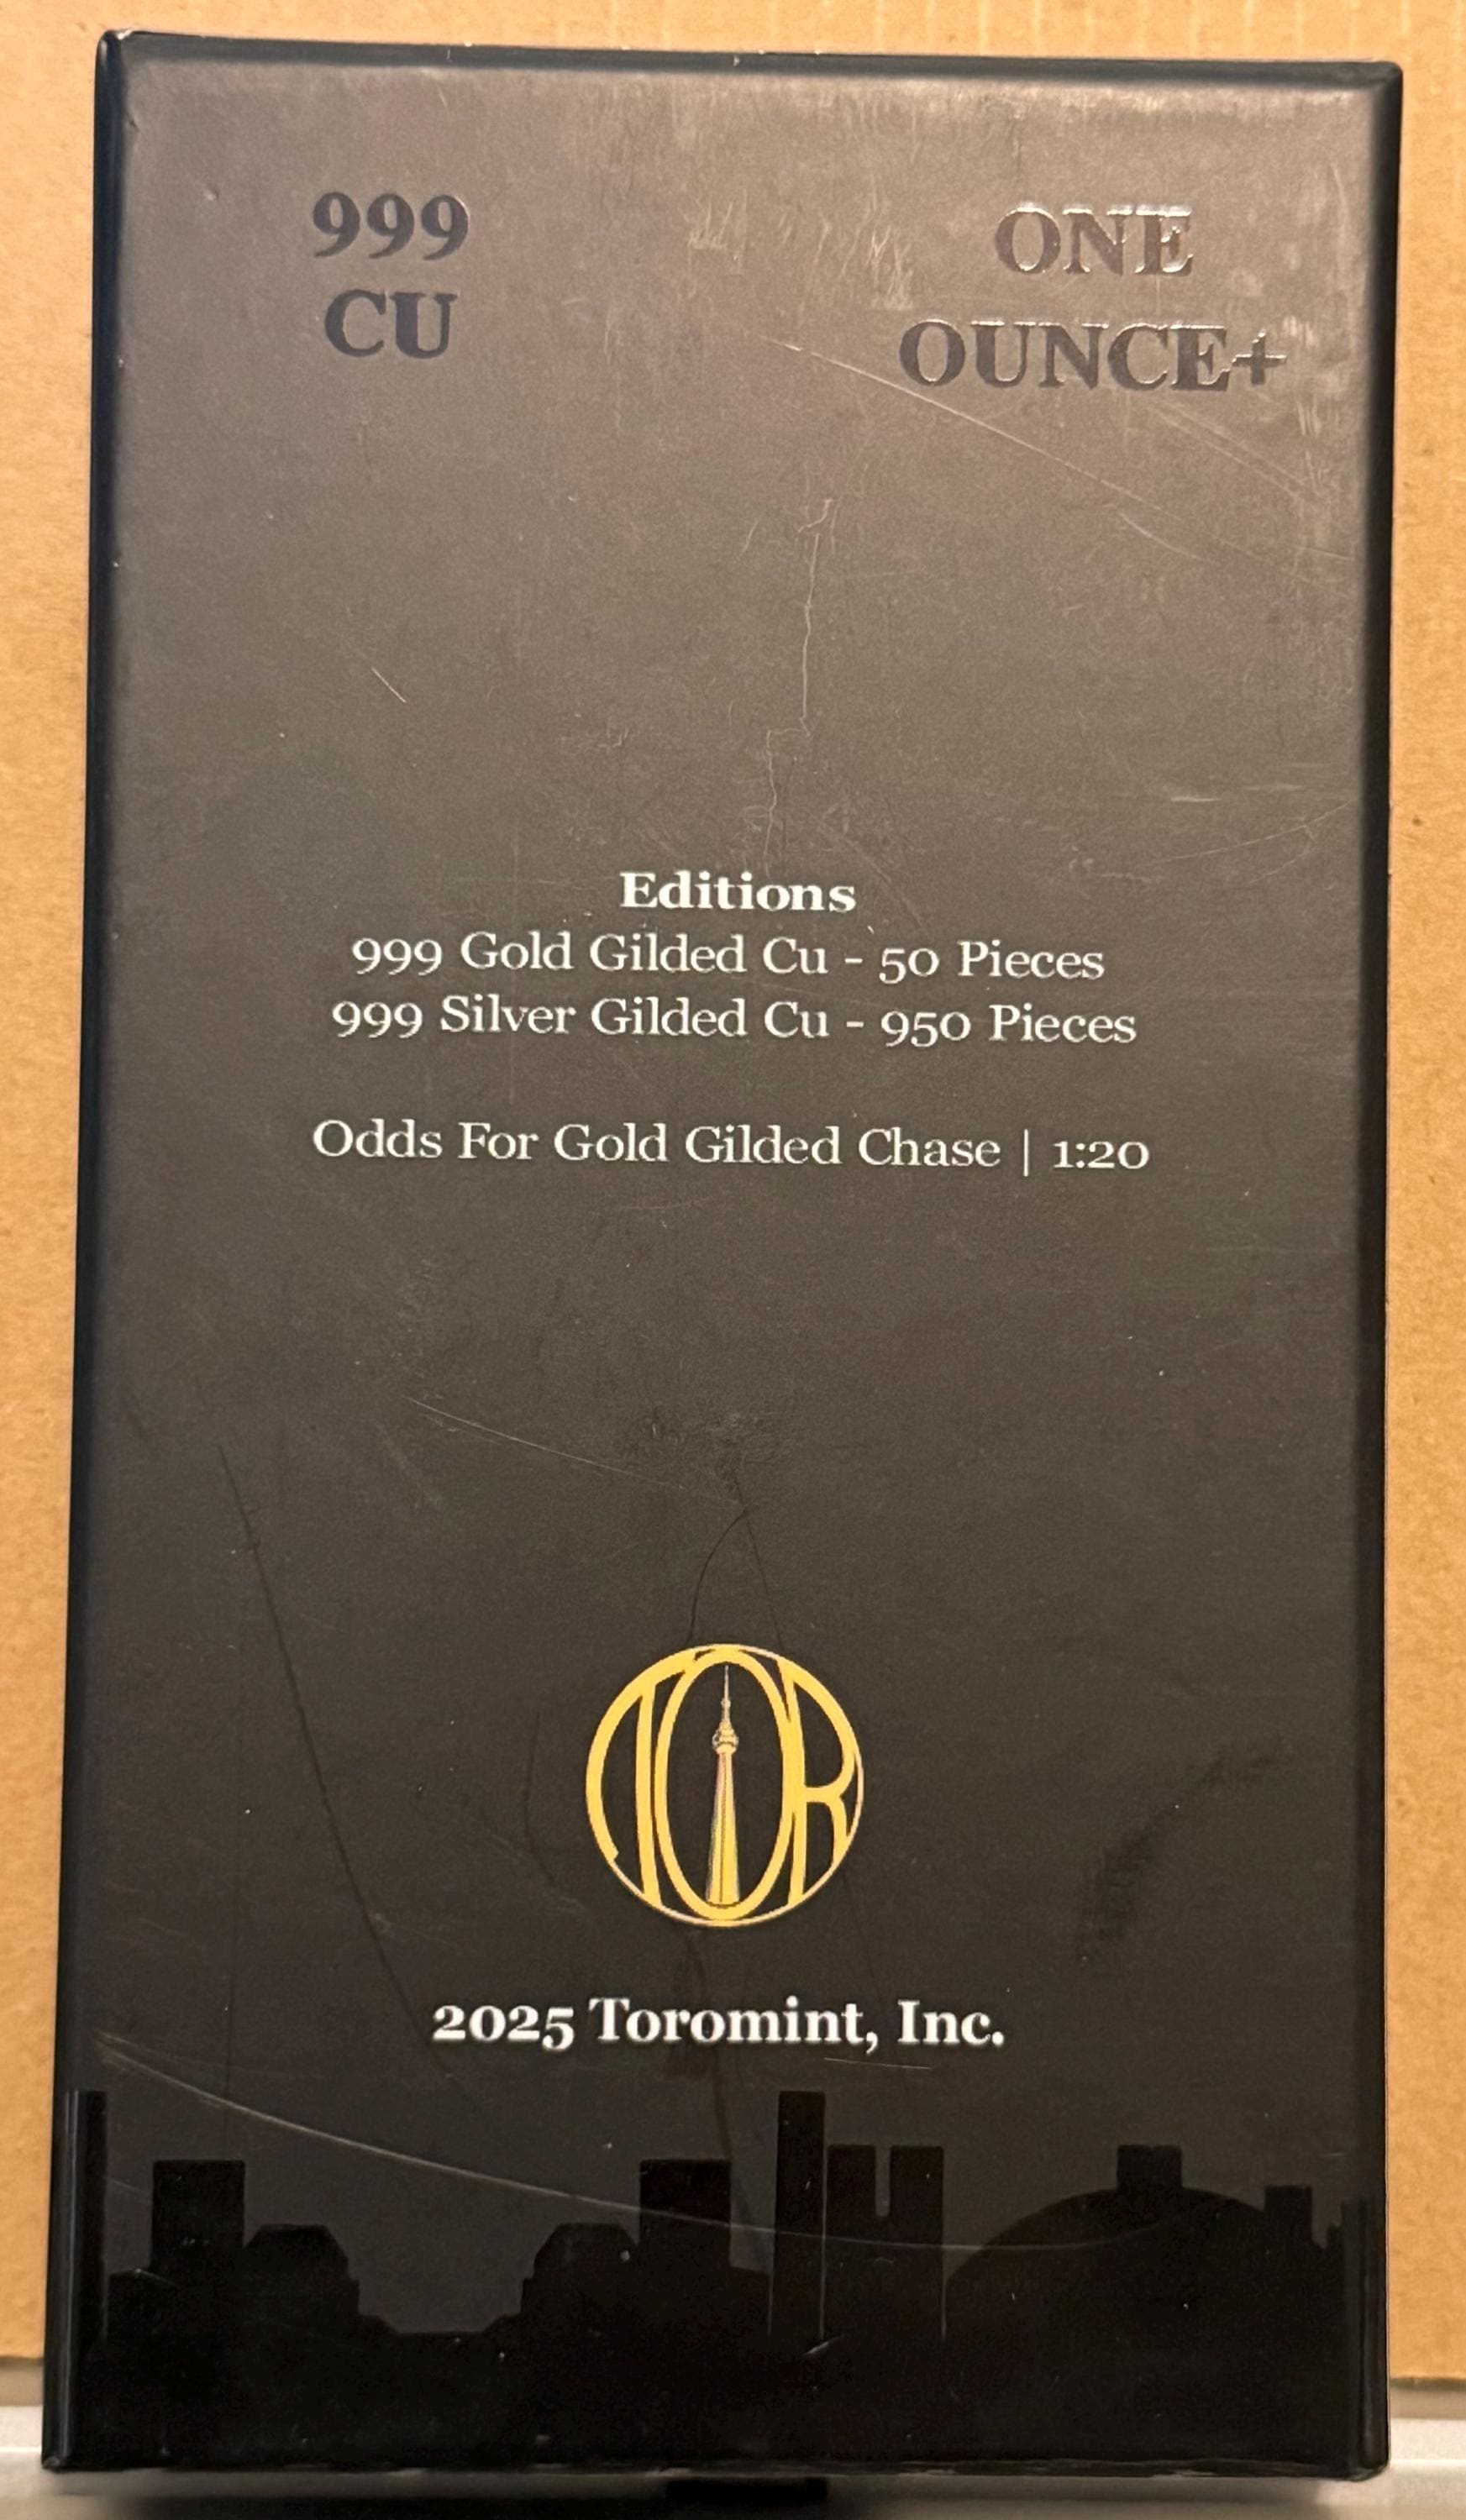 999
CU
ONE
OUNCE+
Editions
999 Gold Gilded Cu - 50 Pieces
999 Silver Gilded Cu - 950 Pieces
Odds For Gold Gilded Chase | 1:20
TOR
2025 Toromint, Inc.